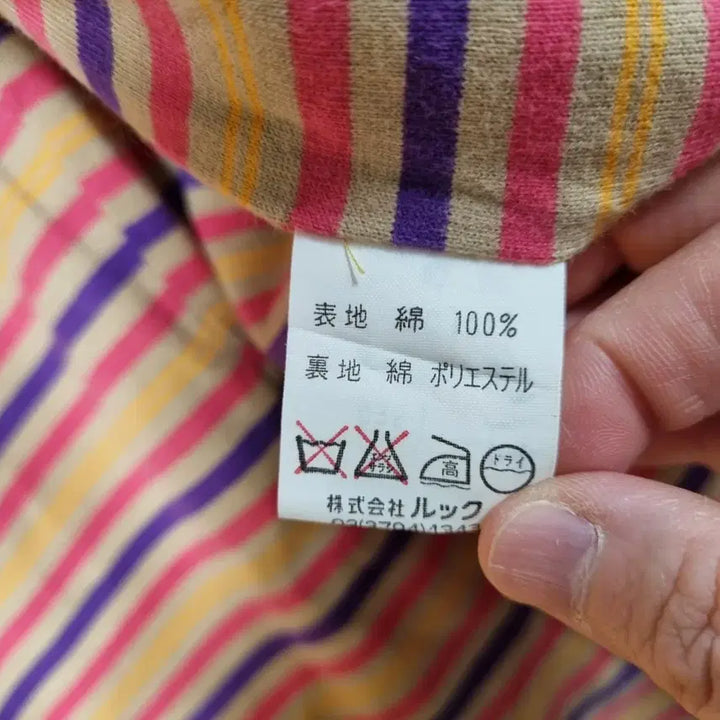 表地 綿 100%
裏地 綿 ポリエステル
高 ドライ
株式会社 ルック